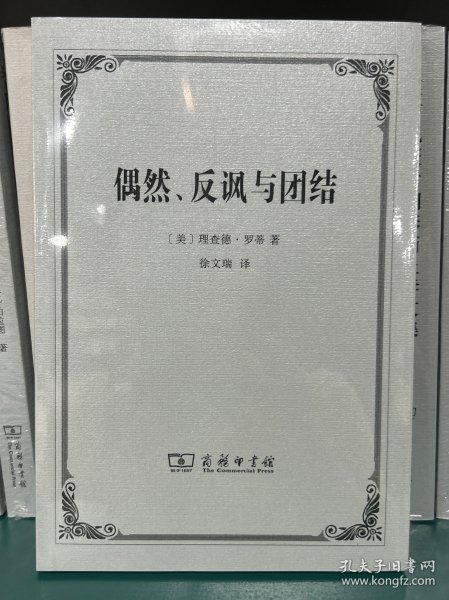 偶然、反讽与团结
〔美〕理查德·罗蒂 著
徐文瑞 译
商务印书馆
The Commercial Press
孔夫子旧书网
www.kongfz.com